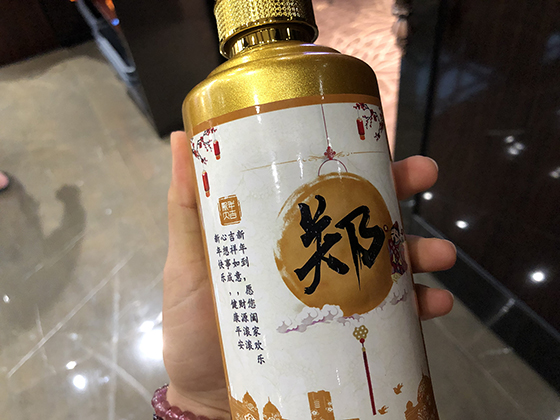 郑
新年到，愿您阖家欢乐
吉祥如意，财源滚滚
心想事成，健康平安
新年快乐